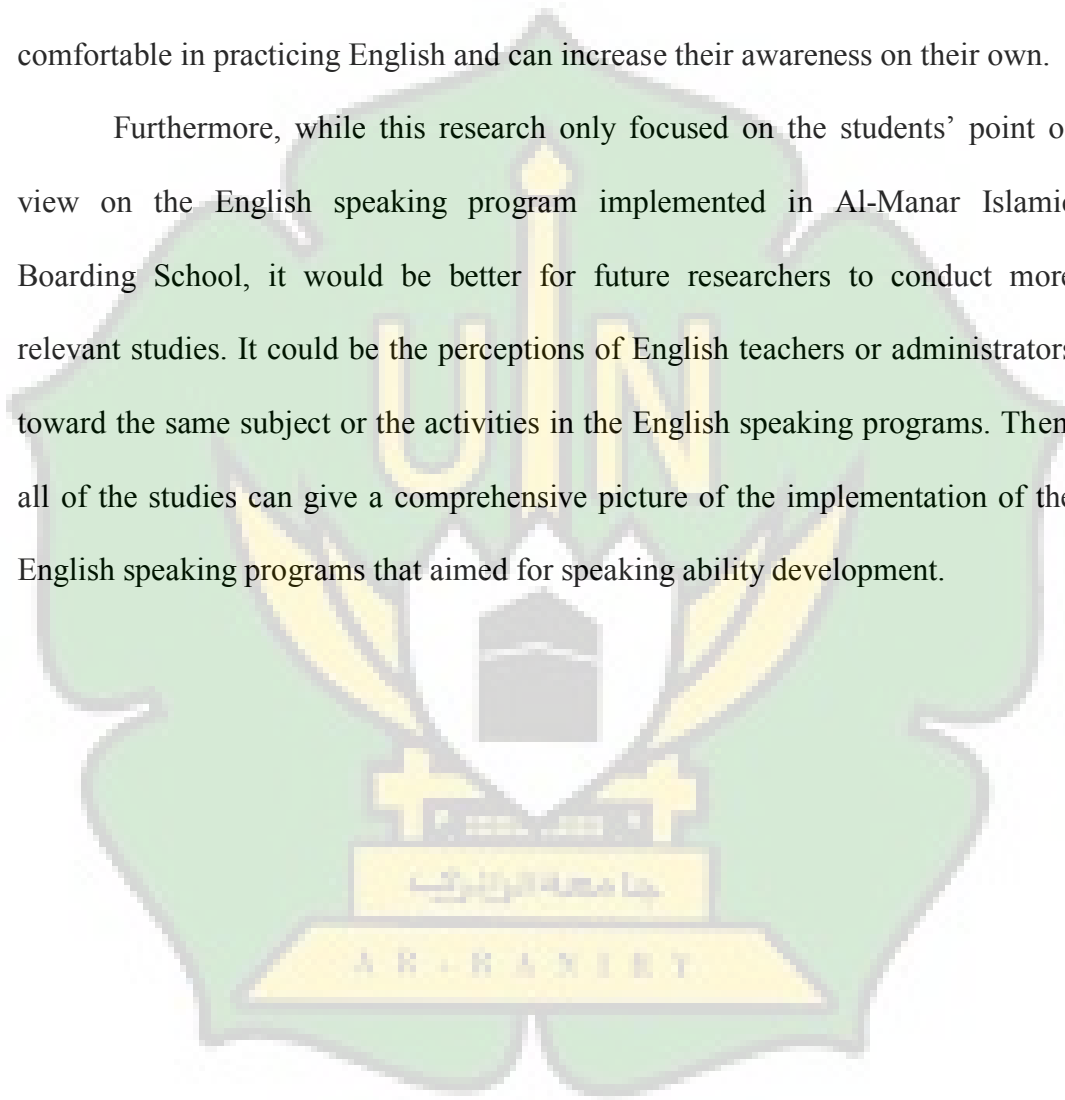 comfortable in practicing English and can increase their awareness on their own.
Furthermore, while this research only focused on the students’ point o
view on the English speaking program implemented in Al-Manar Islami
Boarding School, it would be better for future researchers to conduct more
relevant studies. It could be the perceptions of English teachers or administrators
toward the same subject or the activities in the English speaking programs. Then
all of the studies can give a comprehensive picture of the implementation of the
English speaking programs that aimed for speaking ability development.
UIN
جامعة الرانيري
AR-RANIRY